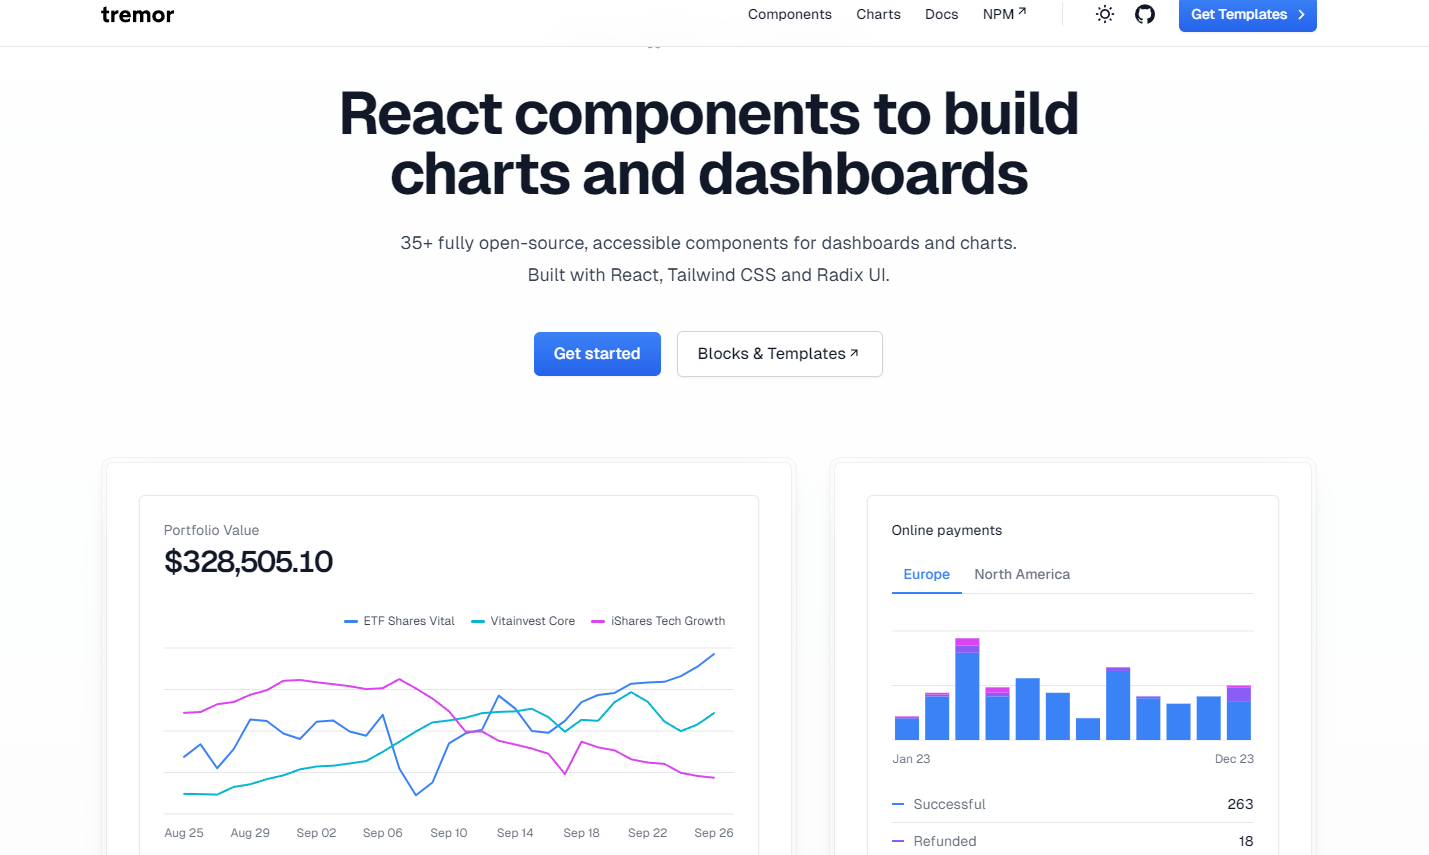 tremor
Components
Charts
Docs
NPM
Get Templates
React components to build
charts and dashboards
35+ fully open-source, accessible components for dashboards and charts.
Built with React, Tailwind CSS and Radix UI.
Get started
Blocks & Templates
Portfolio Value
$328,505.10
ETF Shares Vital
Vitainvest Core
iShares Tech Growth
Aug 25
Aug 29
Sep 02
Sep 06
Sep 10
Sep 14
Sep 18
Sep 22
Sep 26
Online payments
Europe
North America
Jan 23
Dec 23
Successful
263
Refunded
18